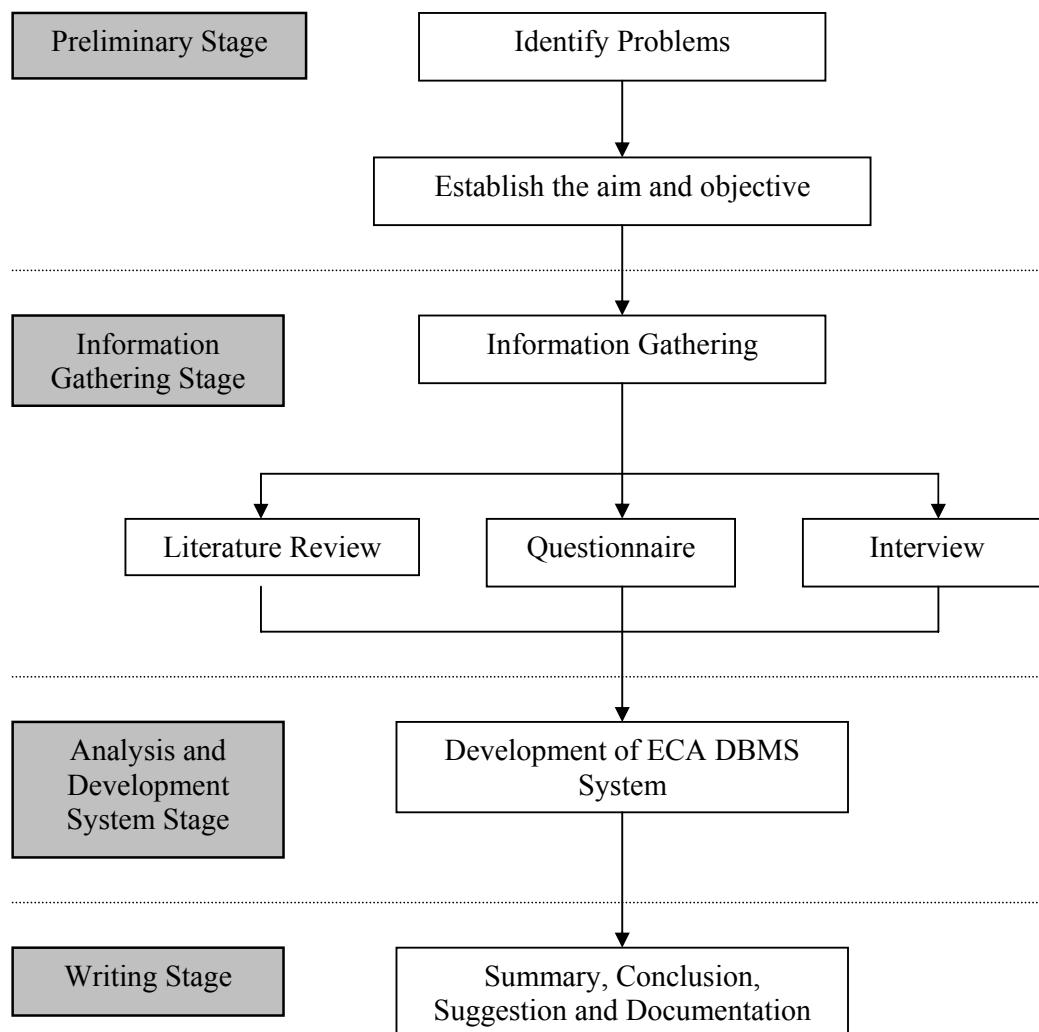 Preliminary Stage
Identify Problems
Establish the aim and objective
Information
Gathering Stage
Information Gathering
Literature Review
Questionnaire
Interview
Analysis and
Development
System Stage
Development of ECA DBMS
System
Writing Stage
Summary, Conclusion,
Suggestion and Documentation